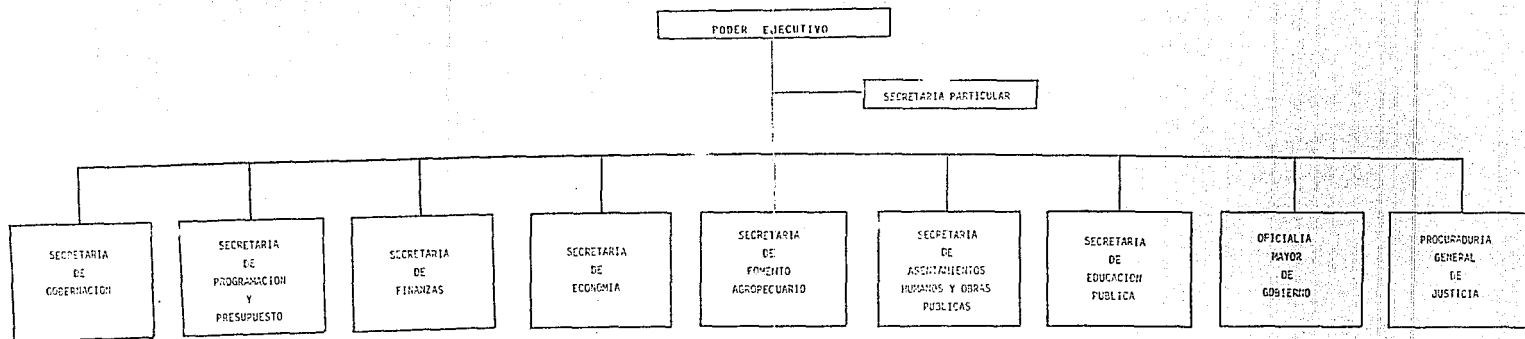 PODER EJECUTIVO
SECRETARIA PARTICULAR
SECRETARIA
DE
GOBERNACION
SECRETARIA
DE
PROGRAMACION
Y
PRESUPUESTO
SECRETARIA
DE
FINANZAS
SECRETARIA
DE
ECONOMIA
SECRETARIA
DE
FOMENTO
AGROPECUARIO
SECRETARIA
DE
ASENTAMIENTOS
HUMANOS Y OBRAS
PUBLICAS
SECRETARIA
DE
EDUCACION
PUBLICA
OFICIALIA
MAYOR
DE
GOBIERNO
PROCURADURIA
GENERAL
DE
JUSTICIA